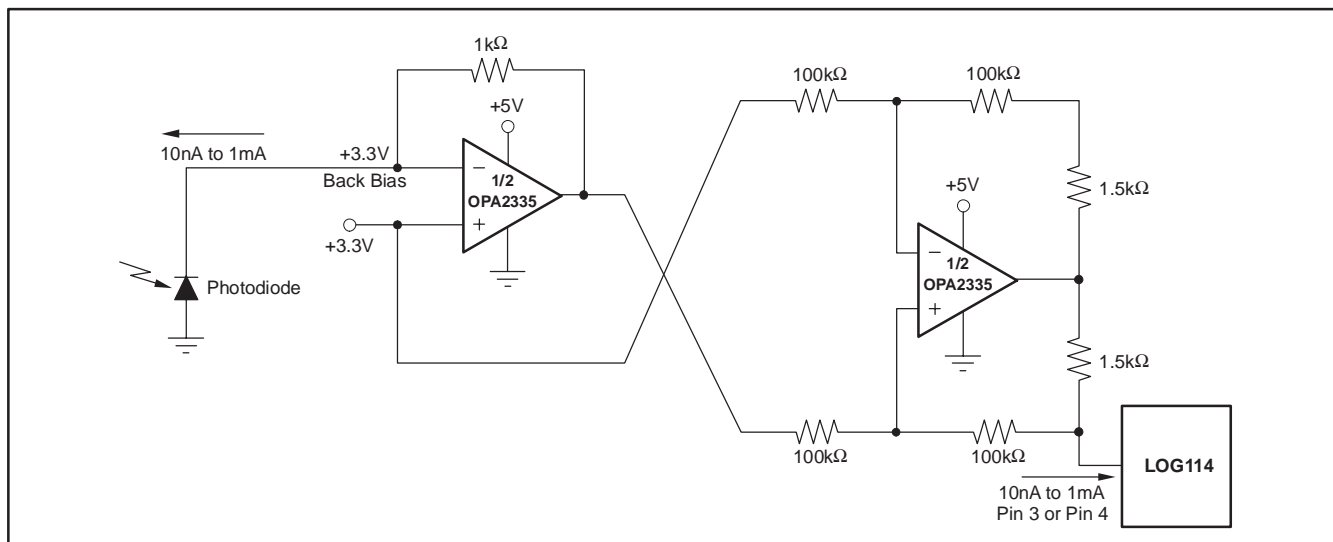 1kΩ
+5V
10nA to 1mA
+3.3V
Back Bias
−
1/2
OPA2335
+
+3.3V
Photodiode
100kΩ
100kΩ
1.5kΩ
+5V
−
1/2
OPA2335
+
1.5kΩ
100kΩ
100kΩ
10nA to 1mA
Pin 3 or Pin 4
LOG114